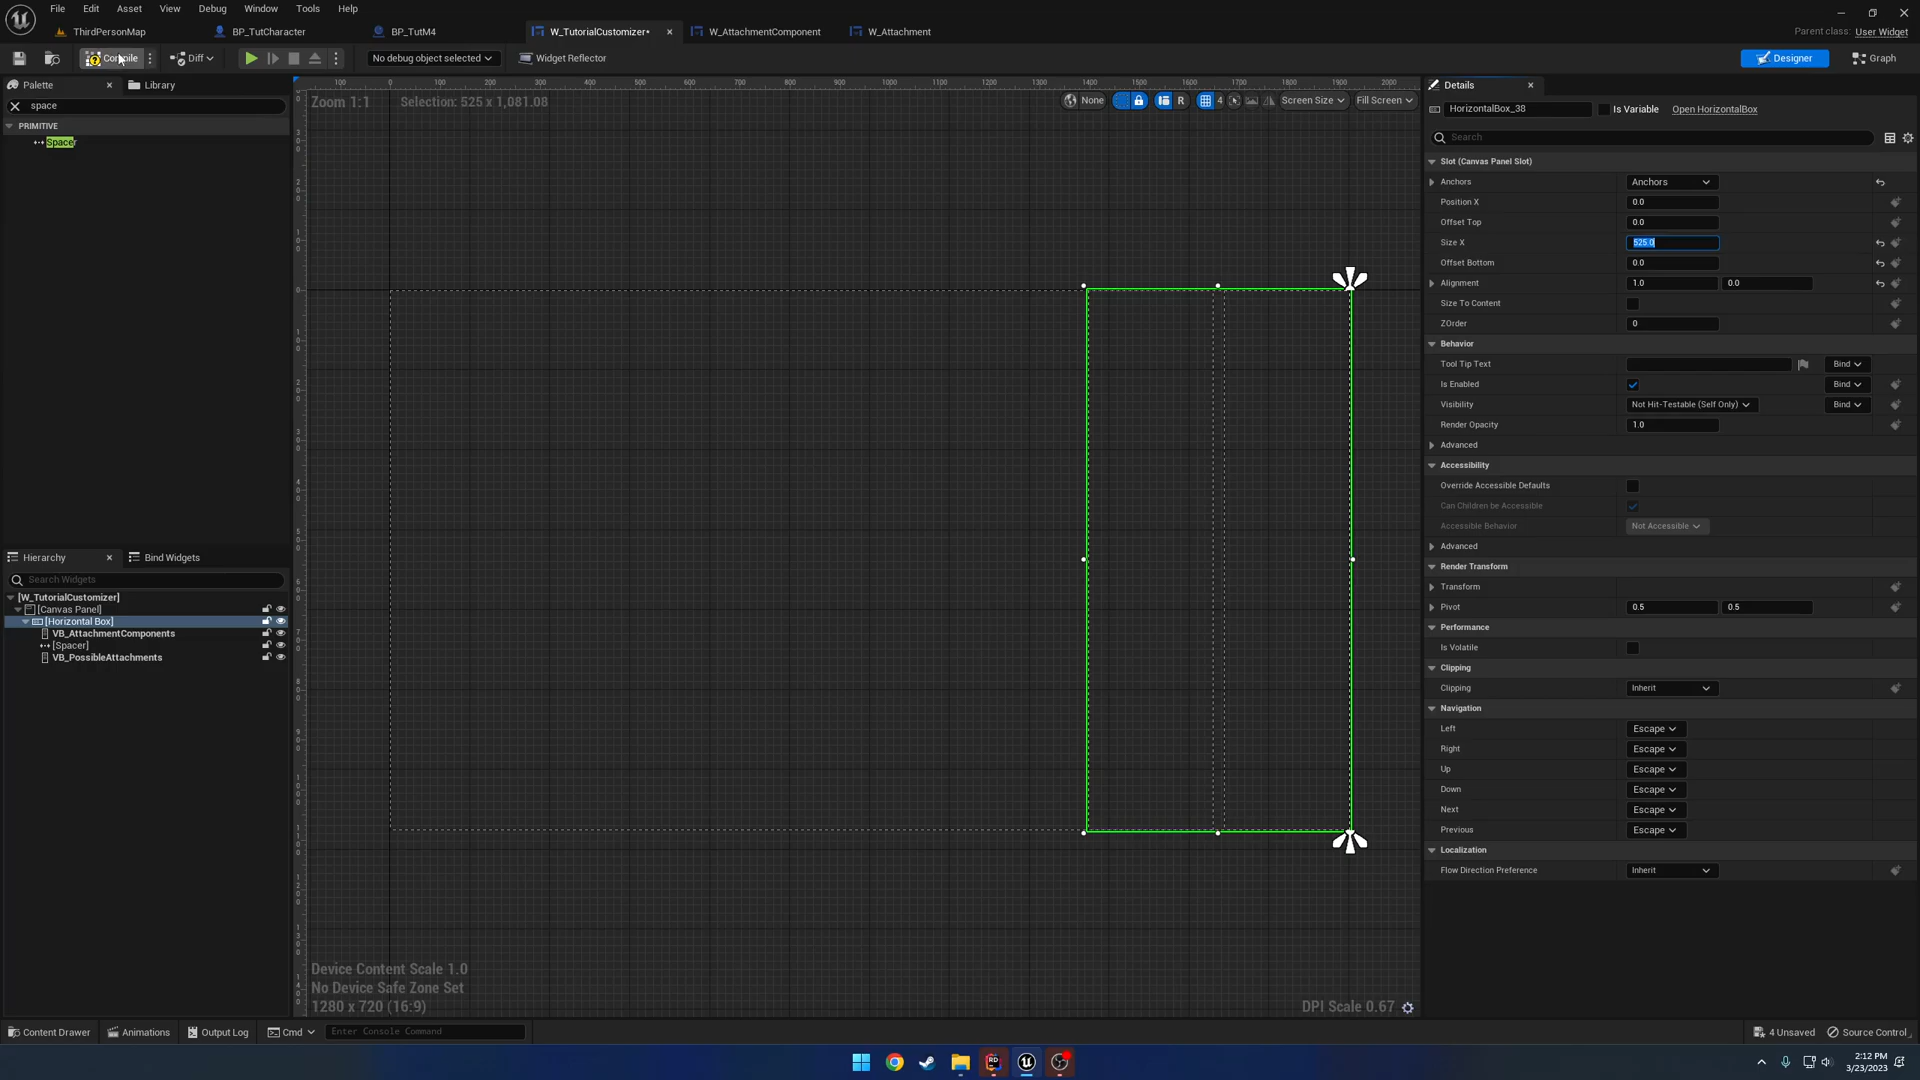 File Edit Asset View Debug Window Tools Help
ThirdPersonMap BP_TutCharacter BP_TutM4 W_TutorialCustomizer* W_AttachmentComponent W_Attachment
Parent class: User Widget
Compile Diff No debug object selected Widget Reflector Designer Graph
Palette Library
space
PRIMITIVE
Spacer
Zoom 1:1 Selection: 525 x 1,081.08 None R 4 Screen Size Fill Screen
Device Content Scale 1.0
No Device Safe Zone Set
1280 x 720 (16:9)
DPI Scale 0.67
Hierarchy Bind Widgets
Search Widgets
[W_TutorialCustomizer]
[Canvas Panel]
[Horizontal Box]
VB_AttachmentComponents
[Spacer]
VB_PossibleAttachments
Details
HorizontalBox_38 Is Variable Open HorizontalBox
Search
Slot (Canvas Panel Slot)
Anchors Anchors
Position X 0.0
Offset Top 0.0
Size X 525.0
Offset Bottom 0.0
Alignment 1.0 0.0
Size To Content
ZOrder 0
Behavior
Tool Tip Text Bind
Is Enabled Bind
Visibility Not Hit-Testable (Self Only) Bind
Render Opacity 1.0
Advanced
Accessibility
Override Accessible Defaults
Can Children be Accessible
Accessible Behavior Not Accessible
Advanced
Render Transform
Transform
Pivot 0.5 0.5
Performance
Is Volatile
Clipping
Clipping Inherit
Navigation
Left Escape
Right Escape
Up Escape
Down Escape
Next Escape
Previous Escape
Localization
Flow Direction Preference Inherit
Content Drawer Animations Output Log Cmd Enter Console Command 4 Unsaved Source Control
2:12 PM
3/23/2023